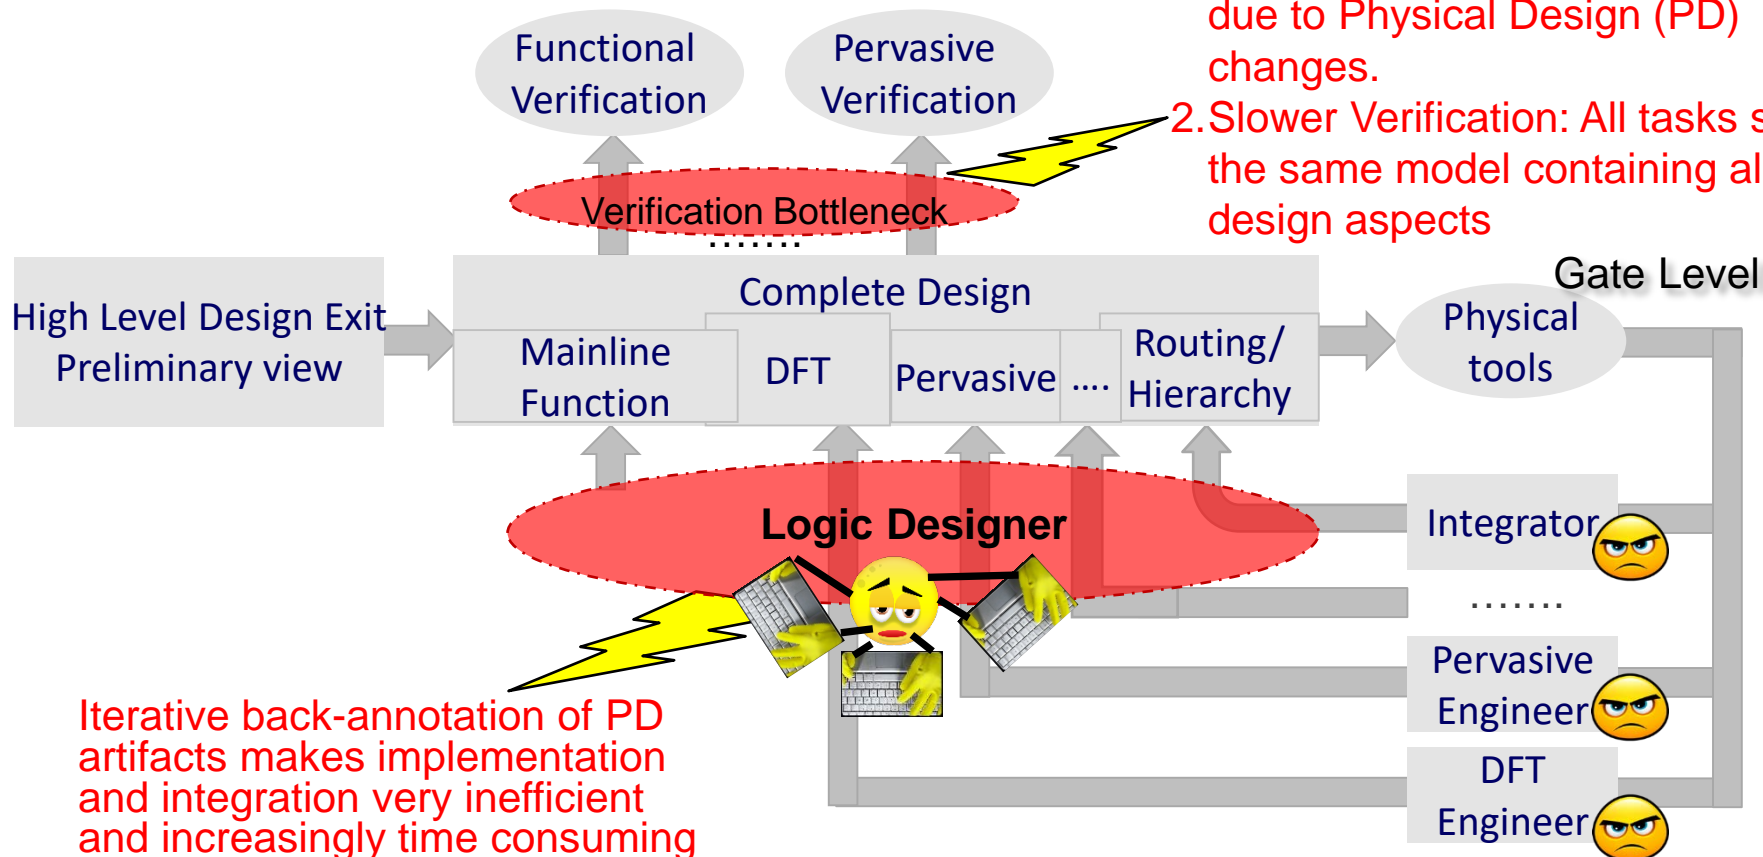 due to Physical Design (PD)
changes.
2.Slower Verification: All tasks
the same model containing
design aspects
Functional
Verification
Pervasive
Verification
Verification Bottleneck
.......
High Level Design Exit
Preliminary view
Complete Design
Mainline
Function
DFT
Pervasive
....
Routing/
Hierarchy
Gate Level
Physical
tools
Logic Designer
Integrator
.......
Pervasive
Engineer
DFT
Engineer
Iterative back-annotation of PD
artifacts makes implementation
and integration very inefficient
and increasingly time consuming